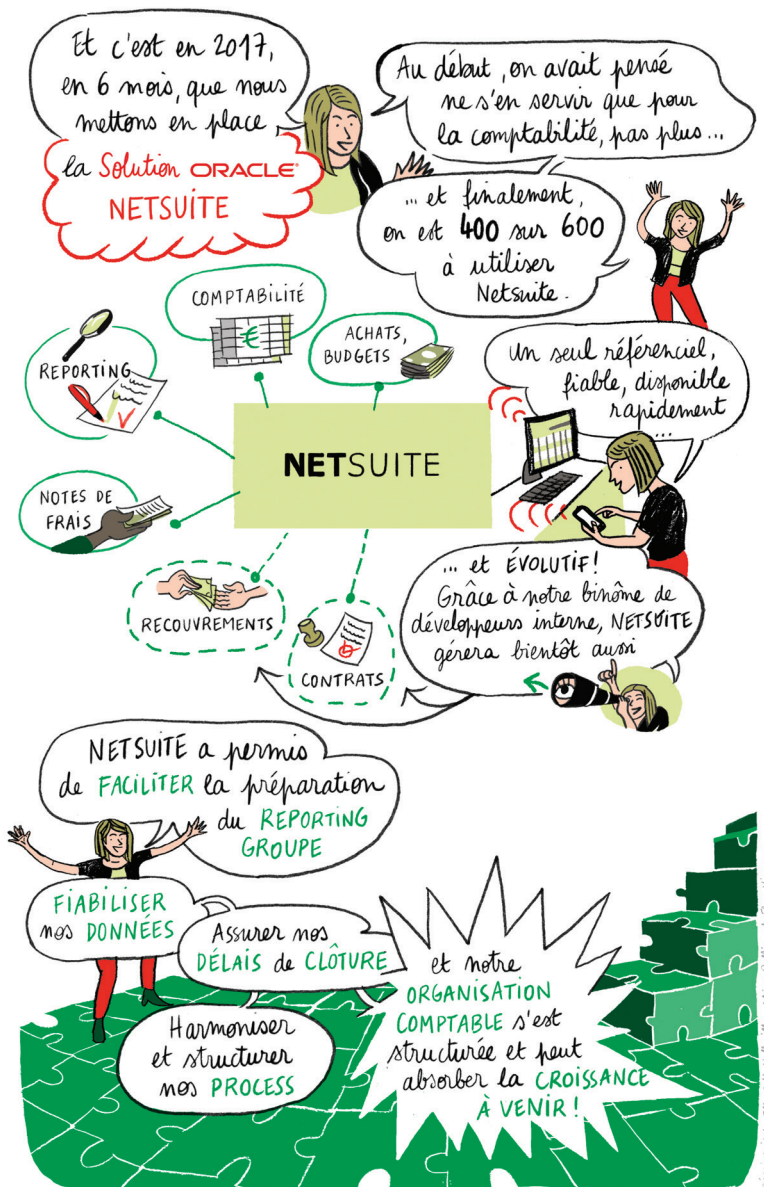 Et c'est en 2017,
en 6 mois, que nous
mettons en place
la Solution ORACLE®
NETSUITE
Au début, on avait pensé
ne s'en servir que pour
la comptabilité, pas plus...
... et finalement,
on est 400 sur 600
à utiliser
Netsuite.
COMPTABILITÉ
€
ACHATS,
BUDGETS
REPORTING
NOTES DE
FRAIS
NETSUITE
RECOUVREMENTS
CONTRATS
Un seul référenciel,
fiable, disponible
rapidement
...
... et ÉVOLUTIF!
Grâce à notre binôme de
développeurs interne, NETSUITE
gérera bientôt aussi
NETSUITE a permis
de FACILITER la préparation
du REPORTING
GROUPE
FIABILISER
nos DONNÉES
Assurer nos
DÉLAIS de CLÔTURE
Harmoniser
et structurer
nos PROCESS
et notre
ORGANISATION
COMPTABLE s'est
structurée et peut
absorber la CROISSANCE
À VENIR!